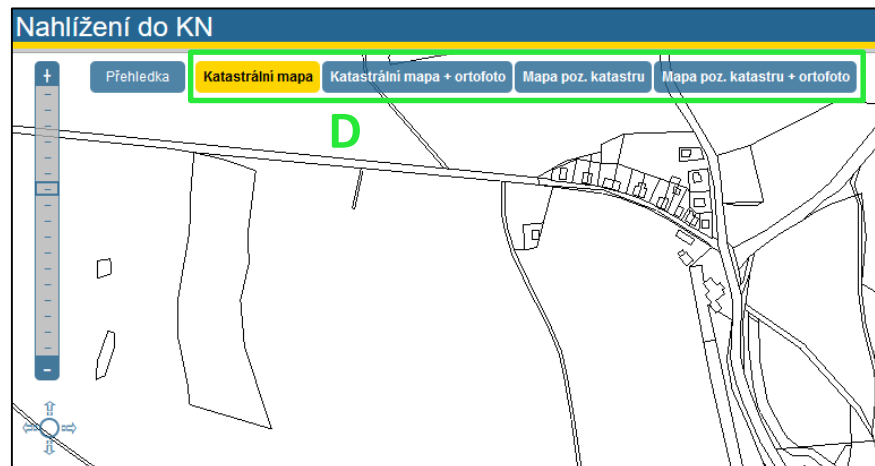 Nahlížení do KN
Přehledka Katastrální mapa Katastrální mapa + ortofoto Mapa poz. katastru Mapa poz. katastru + ortofoto
D